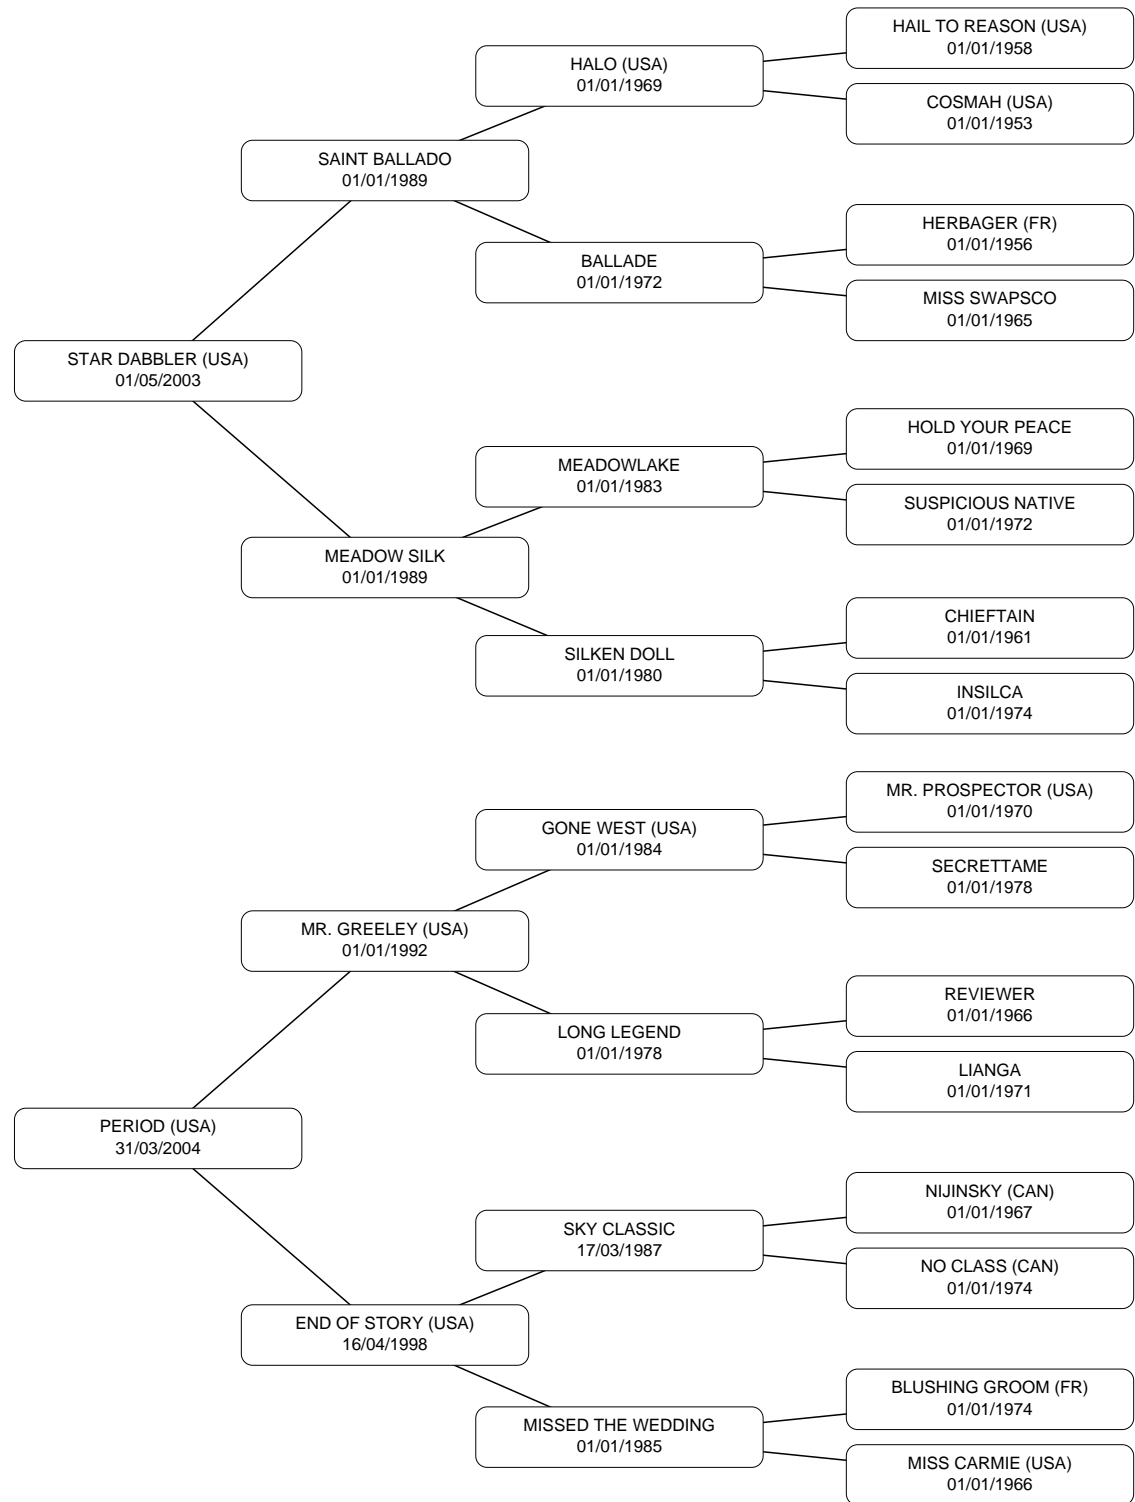 HAIL TO REASON (USA)
01/01/1958
HALO (USA)
01/01/1969
COSMAH (USA)
01/01/1953
SAINT BALLADO
01/01/1989
HERBAGER (FR)
01/01/1956
BALLADE
01/01/1972
MISS SWAPSCO
01/01/1965
STAR DABBLER (USA)
01/05/2003
HOLD YOUR PEACE
01/01/1969
MEADOWLAKE
01/01/1983
SUSPICIOUS NATIVE
01/01/1972
MEADOW SILK
01/01/1989
CHIEFTAIN
01/01/1961
SILKEN DOLL
01/01/1980
INSILCA
01/01/1974
MR. PROSPECTOR (USA)
01/01/1970
GONE WEST (USA)
01/01/1984
SECRETTAME
01/01/1978
MR. GREELEY (USA)
01/01/1992
REVIEWER
01/01/1966
LONG LEGEND
01/01/1978
LIANGA
01/01/1971
PERIOD (USA)
31/03/2004
NIJINSKY (CAN)
01/01/1967
SKY CLASSIC
17/03/1987
NO CLASS (CAN)
01/01/1974
END OF STORY (USA)
16/04/1998
BLUSHING GROOM (FR)
01/01/1974
MISSED THE WEDDING
01/01/1985
MISS CARMIE (USA)
01/01/1966